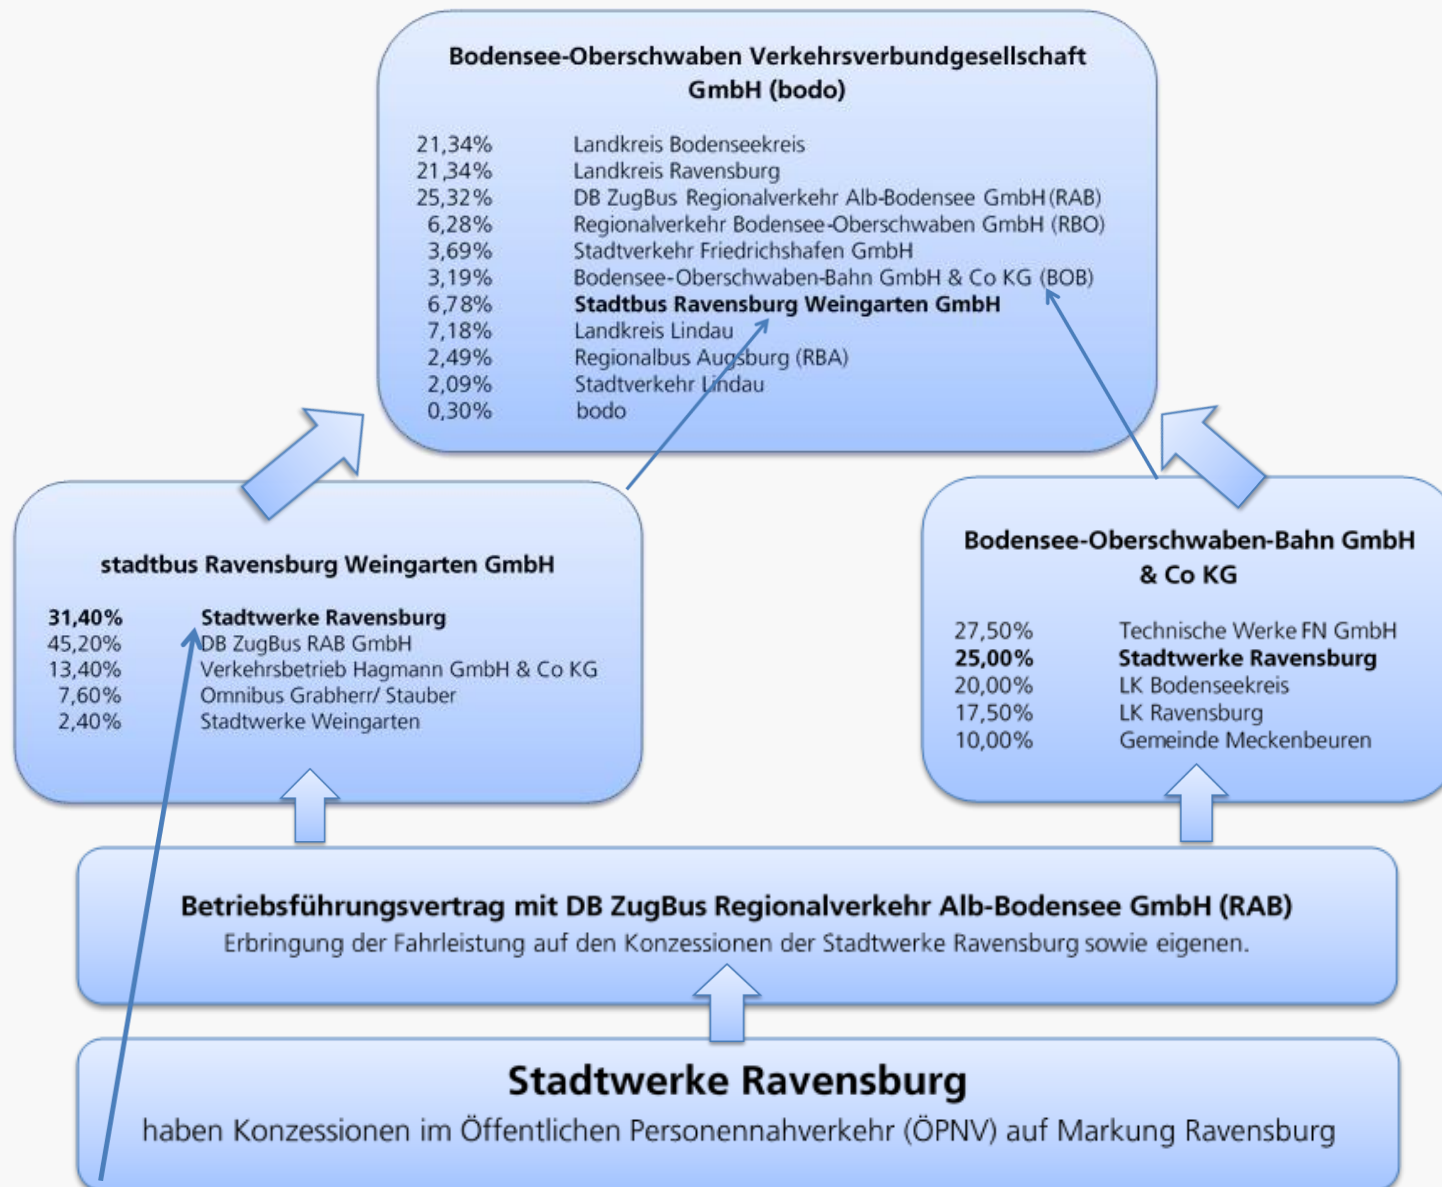 Bodensee-Oberschwaben Verkehrsverbundgesellschaft
GmbH (bodo)
21,34% Landkreis Bodenseekreis
21,34% Landkreis Ravensburg
25,32% DB ZugBus Regionalverkehr Alb-Bodensee GmbH (RAB)
6,28% Regionalverkehr Bodensee-Oberschwaben GmbH (RBO)
3,69% Stadtverkehr Friedrichshafen GmbH
3,19% Bodensee-Oberschwaben-Bahn GmbH & Co KG (BOB)
6,78% Stadtbus Ravensburg Weingarten GmbH
7,18% Landkreis Lindau
2,49% Regionalbus Augsburg (RBA)
2,09% Stadtverkehr Lindau
0,30% bodo
stadtbus Ravensburg Weingarten GmbH
31,40% Stadtwerke Ravensburg
45,20% DB ZugBus RAB GmbH
13,40% Verkehrsbetrieb Hagmann GmbH & Co KG
7,60% Omnibus Grabherr/ Stauber
2,40% Stadtwerke Weingarten
Bodensee-Oberschwaben-Bahn GmbH
& Co KG
27,50% Technische Werke FN GmbH
25,00% Stadtwerke Ravensburg
20,00% LK Bodenseekreis
17,50% LK Ravensburg
10,00% Gemeinde Meckenbeuren
Betriebsführungsvertrag mit DB ZugBus Regionalverkehr Alb-Bodensee GmbH (RAB)
Erbringung der Fahrleistung auf den Konzessionen der Stadtwerke Ravensburg sowie eigenen.
Stadtwerke Ravensburg
haben Konzessionen im Öffentlichen Personennahverkehr (ÖPNV) auf Markung Ravensburg